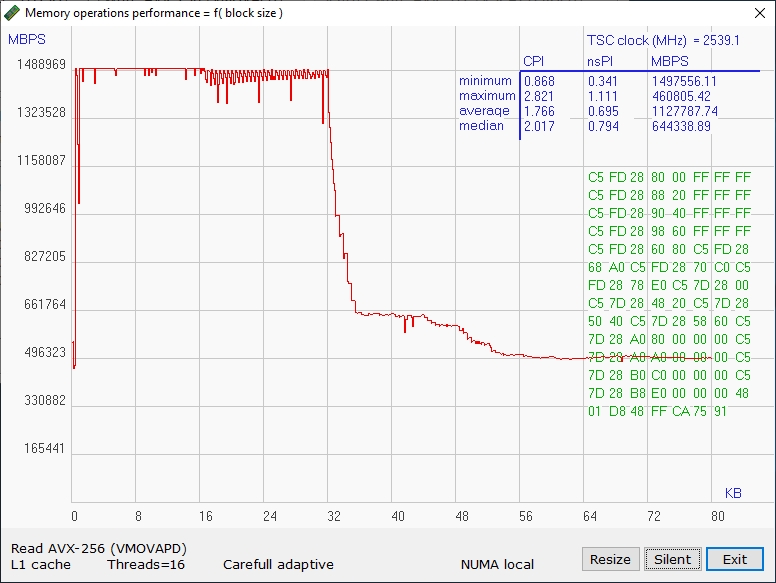 Memory operations performance = f( block size )
MBPS
TSC clock (MHz) = 2539.1
CPI nsPI MBPS
minimum 0.868 0.341 1497556.11
maximum 2.821 1.111 460805.42
average 1.766 0.695 1127787.74
median 2.017 0.794 644338.89
1488969
1323528
1158087
992646
827205
661764
496323
330882
165441
C5 FD 28 80 00 FF FF FF
C5 FD 28 88 20 FF FF FF
C5 FD 28 90 40 FF FF FF
C5 FD 28 98 60 FF FF FF
C5 FD 28 60 80 C5 FD 28
68 A0 C5 FD 28 70 C0 C5
FD 28 78 E0 C5 7D 28 00
C5 7D 28 48 20 C5 7D 28
50 40 C5 7D 28 58 60 C5
7D 28 A0 80 00 00 00 C5
7D 28 A8 A0 00 00 00 C5
7D 28 B0 C0 00 00 00 C5
7D 28 B8 E0 00 00 00 48
01 D8 48 FF CA 75 91
KB
0 8 16 24 32 40 48 56 64 72 80
Read AVX-256 (VMOVAPD)
L1 cache Threads=16 Carefull adaptive NUMA local
Resize Silent Exit